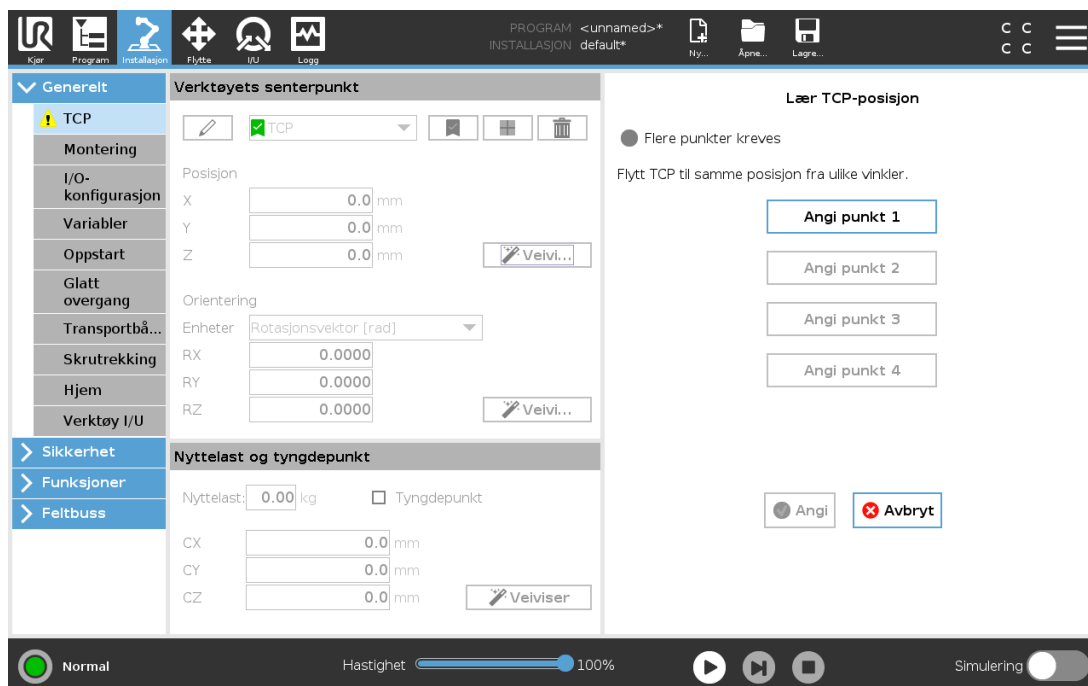 PROGRAM <unnamed>*
INSTALLASJON default*
C C
C C
Kjør Program Installasjon Flytte I/U Logg Ny... Åpne... Lagre...
Generelt
TCP
Montering
I/O-
konfigurasjon
Variabler
Oppstart
Glatt
overgang
Transportbå...
Skrutrekking
Hjem
Verktøy I/U
Sikkerhet
Funksjoner
Feltbuss
Verktøyets senterpunkt
TCP
Posisjon
X 0.0 mm
Y 0.0 mm
Z 0.0 mm Veivi...
Orientering
Enheter Rotasjonsvektor [rad]
RX 0.0000
RY 0.0000
RZ 0.0000 Veivi...
Nyttelast og tyngdepunkt
Nyttelast: 0.00 kg Tyngdepunkt
CX 0.0 mm
CY 0.0 mm
CZ 0.0 mm Veiviser
Lær TCP-posisjon
Flere punkter kreves
Flytt TCP til samme posisjon fra ulike vinkler.
Angi punkt 1
Angi punkt 2
Angi punkt 3
Angi punkt 4
Angi Avbryt
Normal Hastighet 100% Simulering